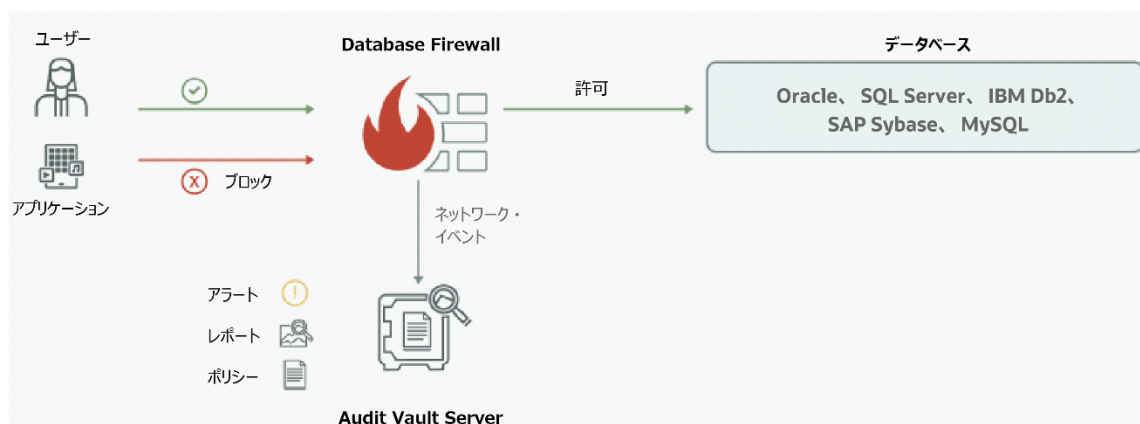 ユーザー
Database Firewall
データベース
許可
Oracle、 SQL Server、 IBM Db2、
SAP Sybase、 MySQL
X ブロック
アプリケーション
ネットワーク・
イベント
アラート
!
レポート
ポリシー
Audit Vault Server